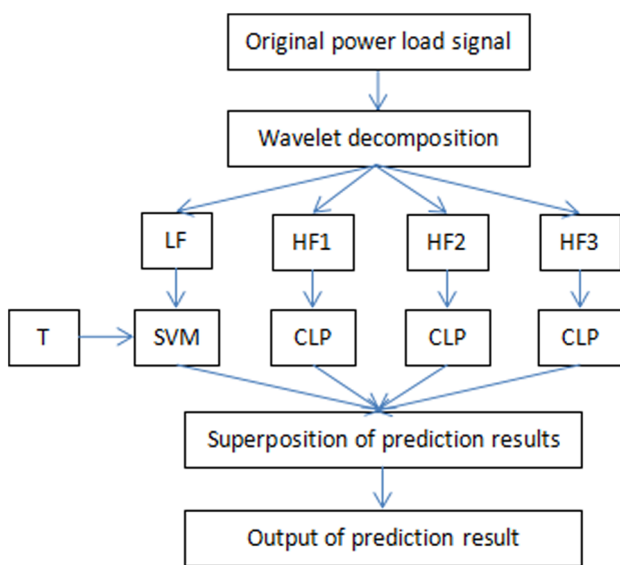 Original power load signal
Wavelet decomposition
LF
HF1
HF2
HF3
T
SVM
CLP
CLP
CLP
Superposition of prediction results
Output of prediction result